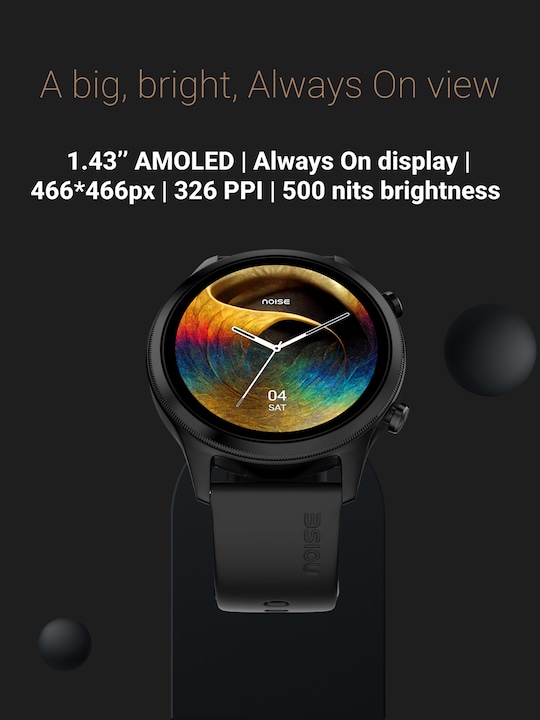 A big, bright, Always On view
1.43” AMOLED | Always On display |
466*466px | 326 PPI | 500 nits brightness
noise
04
SAT
noise